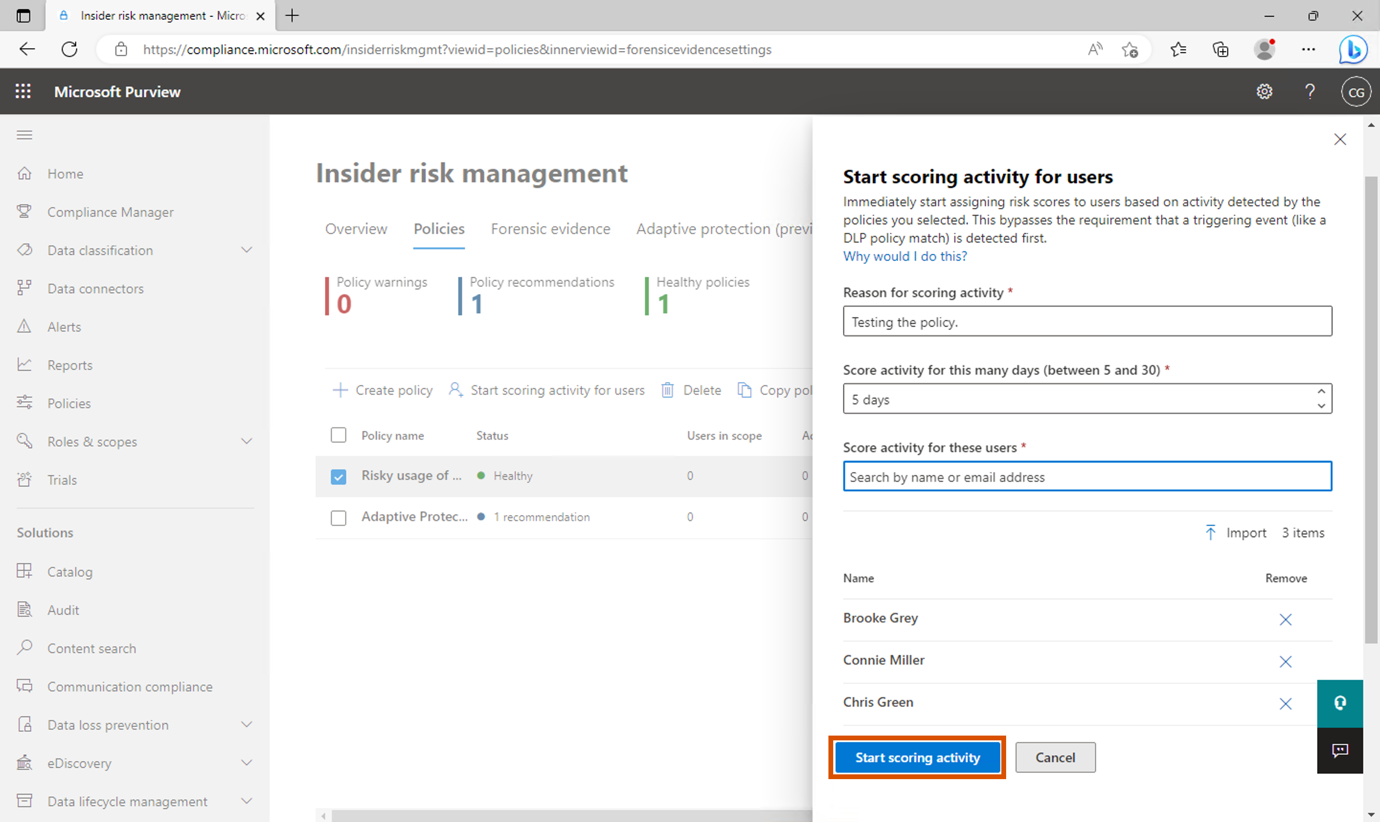 Insider risk management - Micro
https://compliance.microsoft.com/insiderriskmgmt?viewid=policies&innerviewid=forensicevidencesettings
Microsoft Purview
CG
Home
Compliance Manager
Data classification
Data connectors
Alerts
Reports
Policies
Roles & scopes
Trials
Solutions
Catalog
Audit
Content search
Communication compliance
Data loss prevention
eDiscovery
Data lifecycle management
Insider risk management
Overview Policies Forensic evidence Adaptive protection (previ
Policy warnings Policy recommendations Healthy policies
0 1 1
Create policy Start scoring activity for users Delete Copy pol
Policy name Status Users in scope Ac
Risky usage of ... Healthy 0 0
Adaptive Protec... 1 recommendation 0 0
Start scoring activity for users
Immediately start assigning risk scores to users based on activity detected by the
policies you selected. This bypasses the requirement that a triggering event (like a
DLP policy match) is detected first.
Why would I do this?
Reason for scoring activity *
Testing the policy.
Score activity for this many days (between 5 and 30) *
5 days
Score activity for these users *
Search by name or email address
Import 3 items
Name Remove
Brooke Grey
Connie Miller
Chris Green
Start scoring activity Cancel